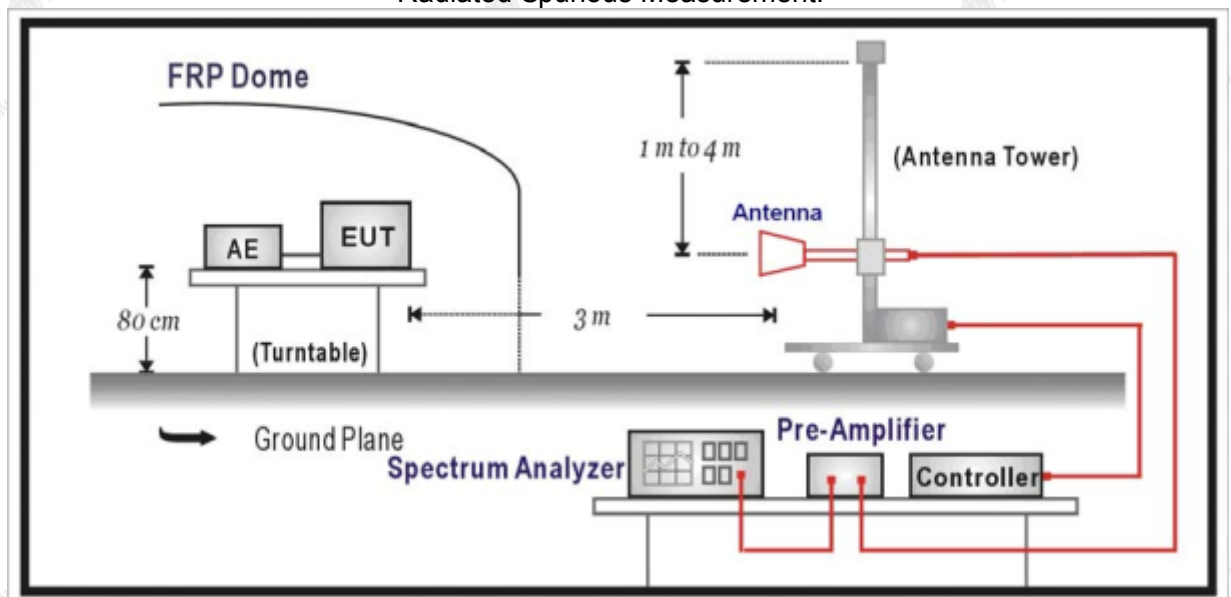 Radiated Spurious Measurement:
FRP Dome
1 m to 4 m
(Antenna Tower)
Antenna
AE
EUT
80 cm
3 m
(Turntable)
Ground Plane
Pre-Amplifier
Spectrum Analyzer
Controller